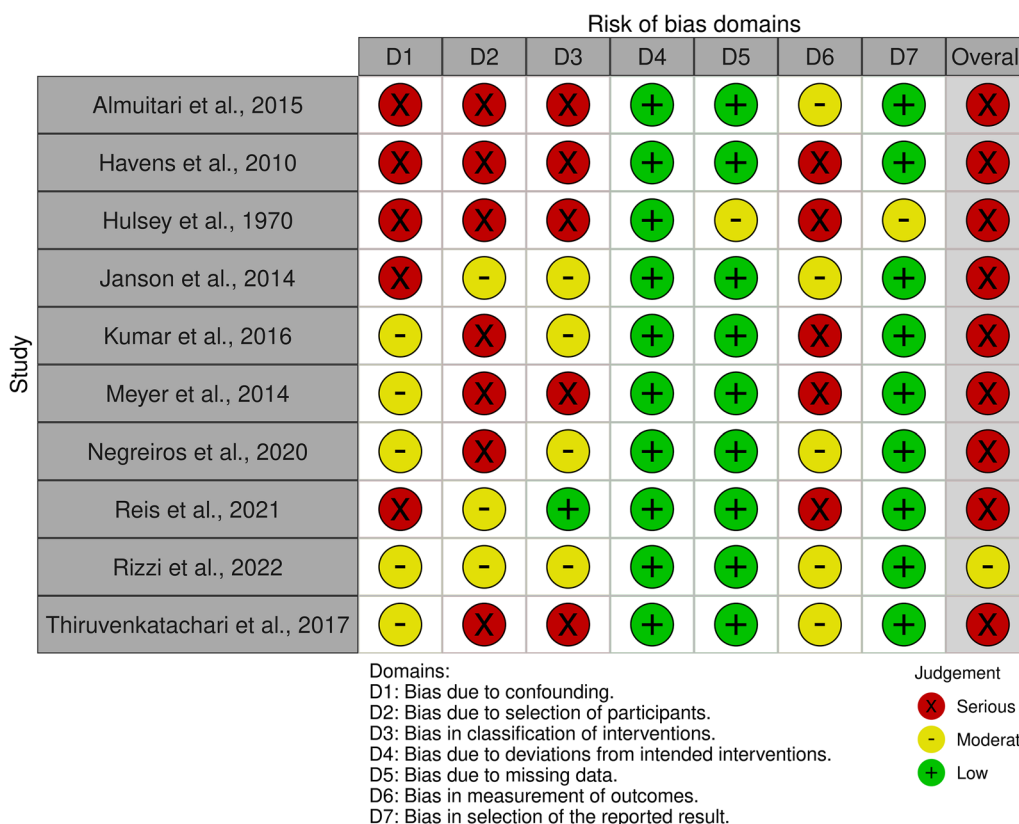 Risk of bias domains
D1 D2 D3 D4 D5 D6 D7 Overal
Study
Almuitari et al., 2015 X X X + + - + X
Havens et al., 2010 X X X + + X + X
Hulsey et al., 1970 X X X + - X - X
Janson et al., 2014 X - - + + - + X
Kumar et al., 2016 - X - + + X + X
Meyer et al., 2014 - X X + + X + X
Negreiros et al., 2020 - X - + + - + X
Reis et al., 2021 X - + + + X + X
Rizzi et al., 2022 - - - + + - + -
Thiruvenkatachari et al., 2017 - X X + + - + X
Domains:
D1: Bias due to confounding.
D2: Bias due to selection of participants.
D3: Bias in classification of interventions.
D4: Bias due to deviations from intended interventions.
D5: Bias due to missing data.
D6: Bias in measurement of outcomes.
D7: Bias in selection of the reported result.
Judgement
X Serious
- Moderat
+ Low